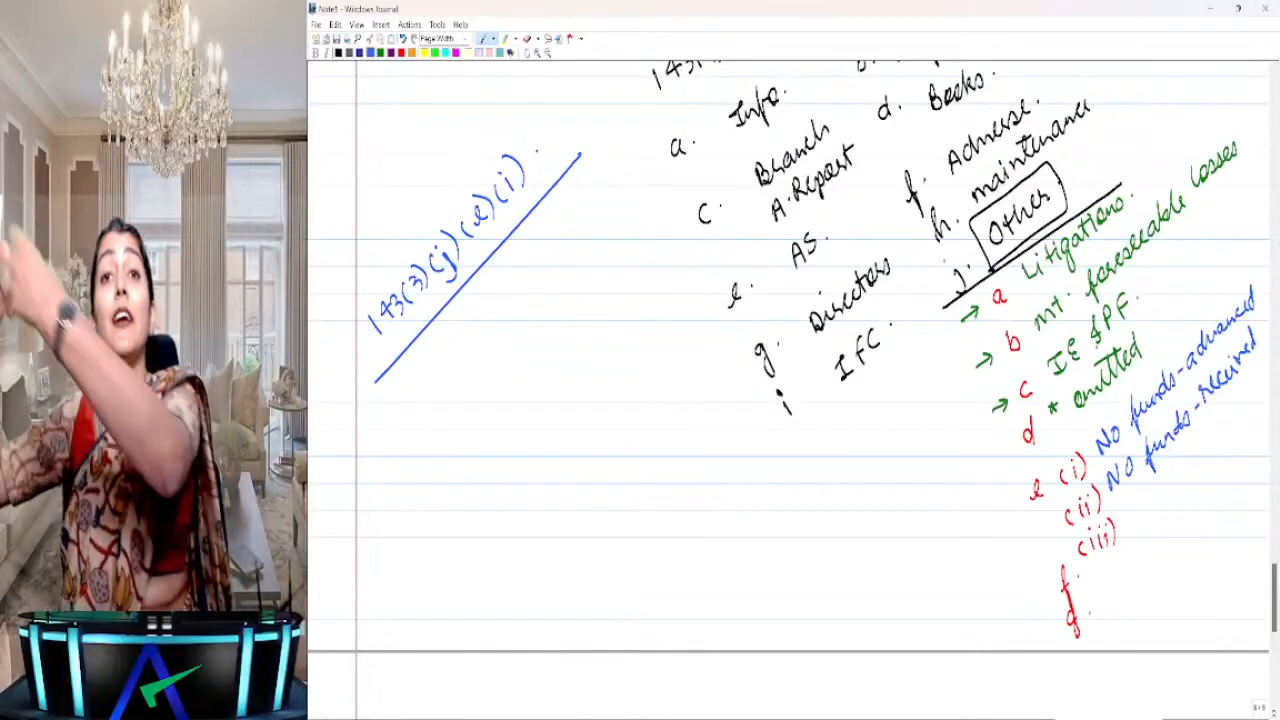 Note1 - Windows Journal
File Edit View Insert Actions Tools Help
Page Width
143(3)(j)(e)(i).
a. Info.
c. Branch
A. Report
d. Books.
e. AS.
f. Adverse.
g. Directors
h. maintenance
i IFC.
j. Other
→ a Litigations.
→ b mt. foreseeable losses
→ c IE & PF.
d * omitted
e (i) No funds-advanced
(ii) No funds-received
(iii)
f.
g.